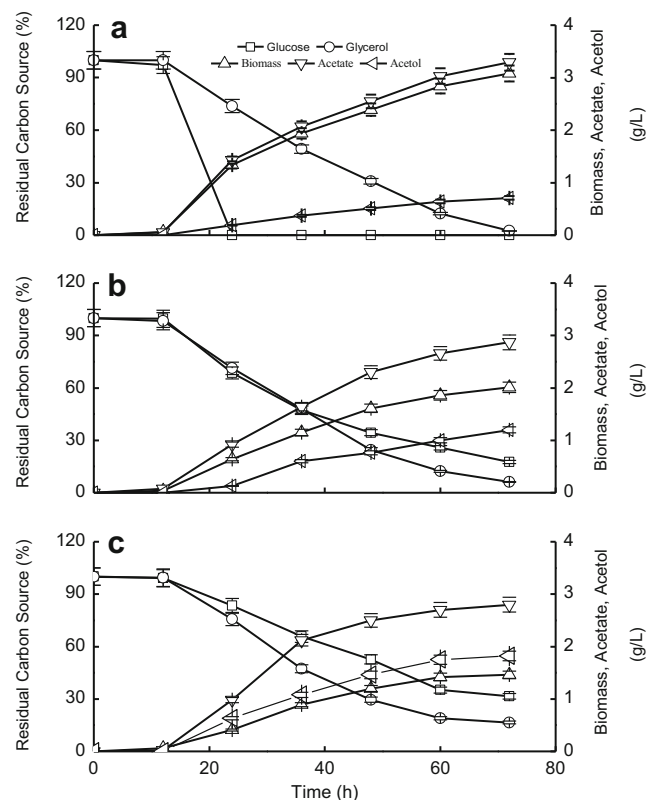 a
Glucose Glycerol
Biomass Acetate Acetol
120
90
60
30
0
Residual Carbon Source (%)
4
3
2
1
0
Biomass, Acetate, Acetol
(g/L)
b
120
90
60
30
0
Residual Carbon Source (%)
4
3
2
1
0
Biomass, Acetate, Acetol
(g/L)
c
120
90
60
30
0
Residual Carbon Source (%)
4
3
2
1
0
Biomass, Acetate, Acetol
(g/L)
0 20 40 60 80
Time (h)